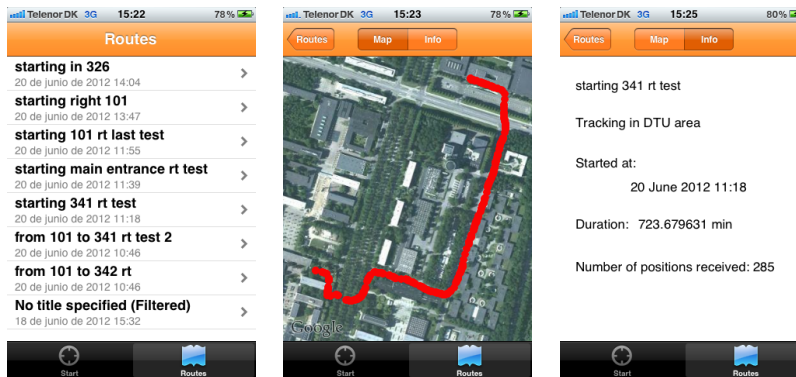 Telenor DK 3G 15:22 78%
Routes
starting in 326
20 de junio de 2012 14:04
starting right 101
20 de junio de 2012 13:47
starting 101 rt last test
20 de junio de 2012 11:55
starting main entrance rt test
20 de junio de 2012 11:39
starting 341 rt test
20 de junio de 2012 11:18
from 101 to 341 rt test 2
20 de junio de 2012 10:46
from 101 to 342 rt
20 de junio de 2012 10:46
No title specified (Filtered)
18 de junio de 2012 15:32
Start Routes
Telenor DK 3G 15:23 78%
Routes Map Info
Google
Start Routes
Telenor DK 3G 15:25 80%
Routes Map Info
starting 341 rt test
Tracking in DTU area
Started at:
20 June 2012 11:18
Duration: 723.679631 min
Number of positions received: 285
Start Routes